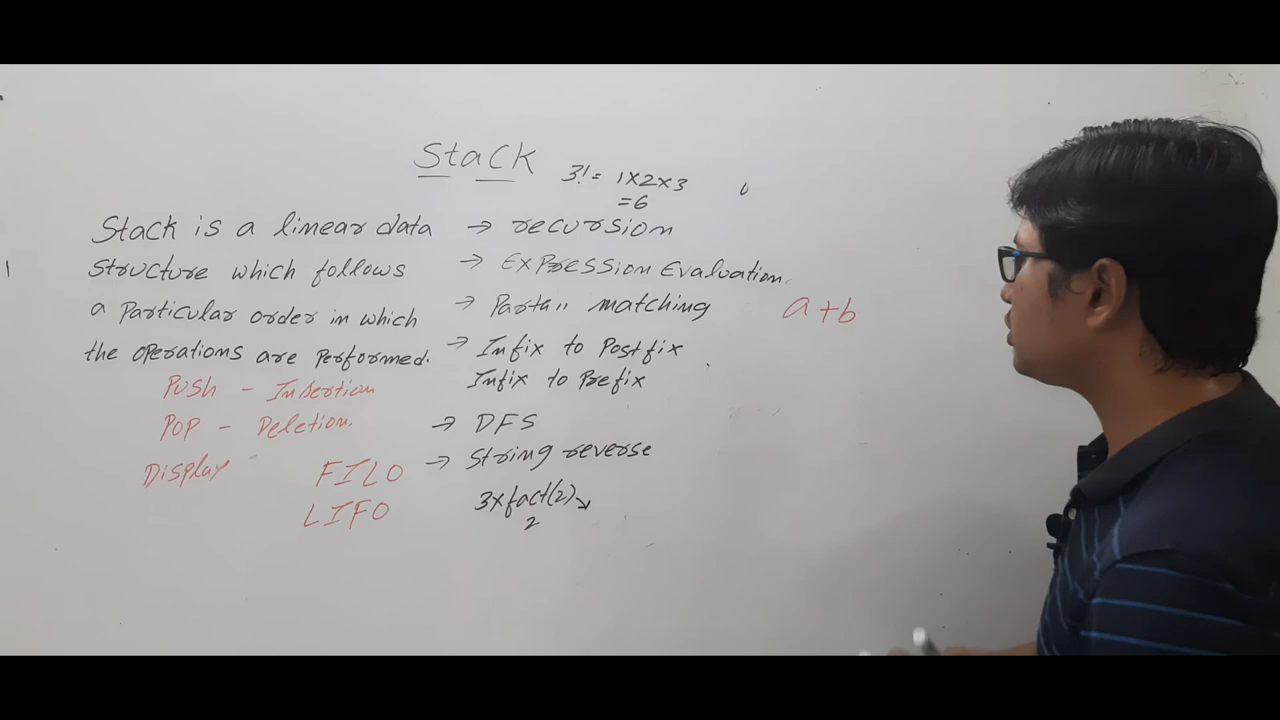 Stack
3! = 1x2x3
=6
Stack is a linear data
structure which follows
a Particular order in which
the operations are performed.
Push - Insertion
POP - Deletion.
Display
FILO
LIFO
→ recursion
→ Expression Evaluation.
→ matching
→ Infix to Postfix
Infix to Prefix
→ DFS
→ String reverse
3xfact(2)
2
a+b